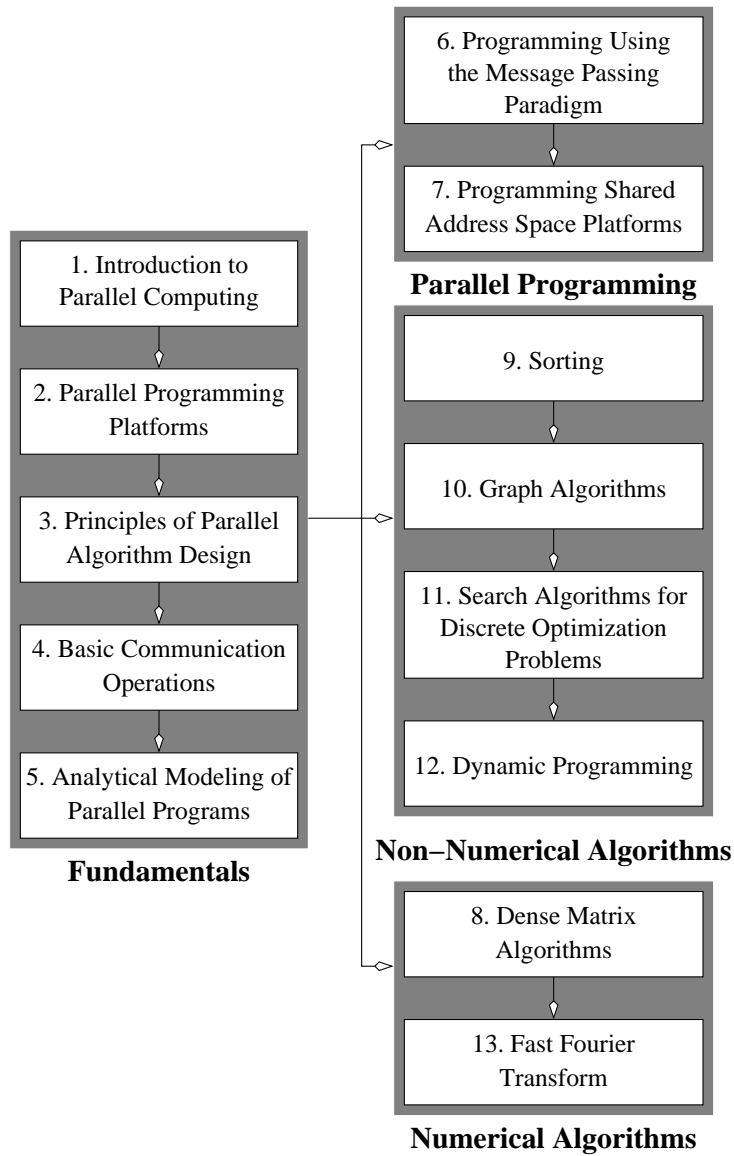 1. Introduction to
Parallel Computing
2. Parallel Programming
Platforms
3. Principles of Parallel
Algorithm Design
4. Basic Communication
Operations
5. Analytical Modeling of
Parallel Programs
Fundamentals
6. Programming Using
the Message Passing
Paradigm
7. Programming Shared
Address Space Platforms
Parallel Programming
9. Sorting
10. Graph Algorithms
11. Search Algorithms for
Discrete Optimization
Problems
12. Dynamic Programming
Non−Numerical Algorithms
8. Dense Matrix
Algorithms
13. Fast Fourier
Transform
Numerical Algorithms